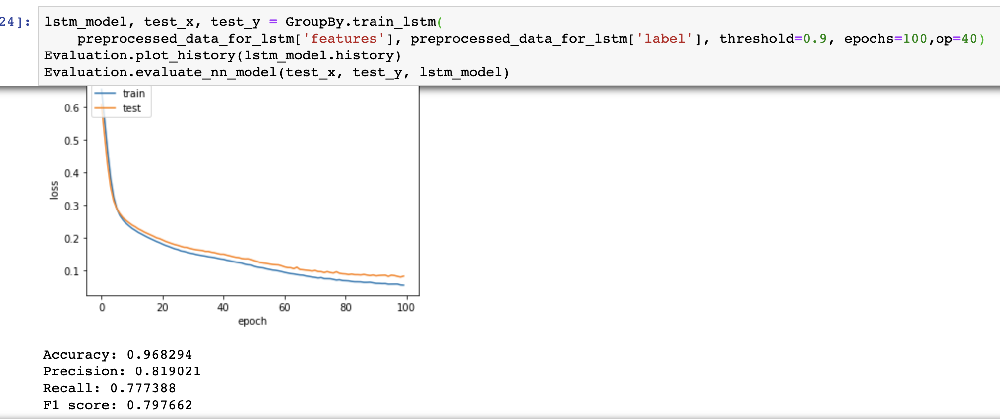 24]:
lstm_model, test_x, test_y = GroupBy.train_lstm(
preprocessed_data_for_lstm['features'], preprocessed_data_for_lstm['label'], threshold=0.9, epochs=100,op=40)
Evaluation.plot_history(lstm_model.history)
Evaluation.evaluate_nn_model(test_x, test_y, lstm_model)
train
test
0.6
0.5
0.4
0.3
0.2
0.1
loss
0 20 40 60 80 100
epoch
Accuracy: 0.968294
Precision: 0.819021
Recall: 0.777388
F1 score: 0.797662